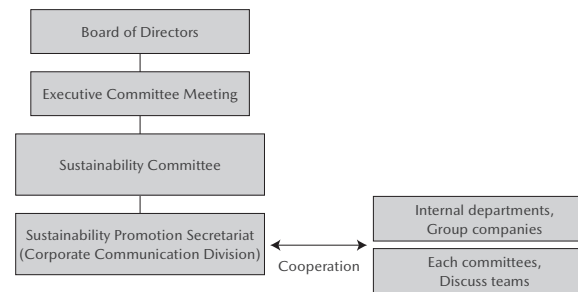 Board of Directors
Executive Committee Meeting
Sustainability Committee
Sustainability Promotion Secretariat
(Corporate Communication Division)
Cooperation
Internal departments,
Group companies
Each committees,
Discuss teams